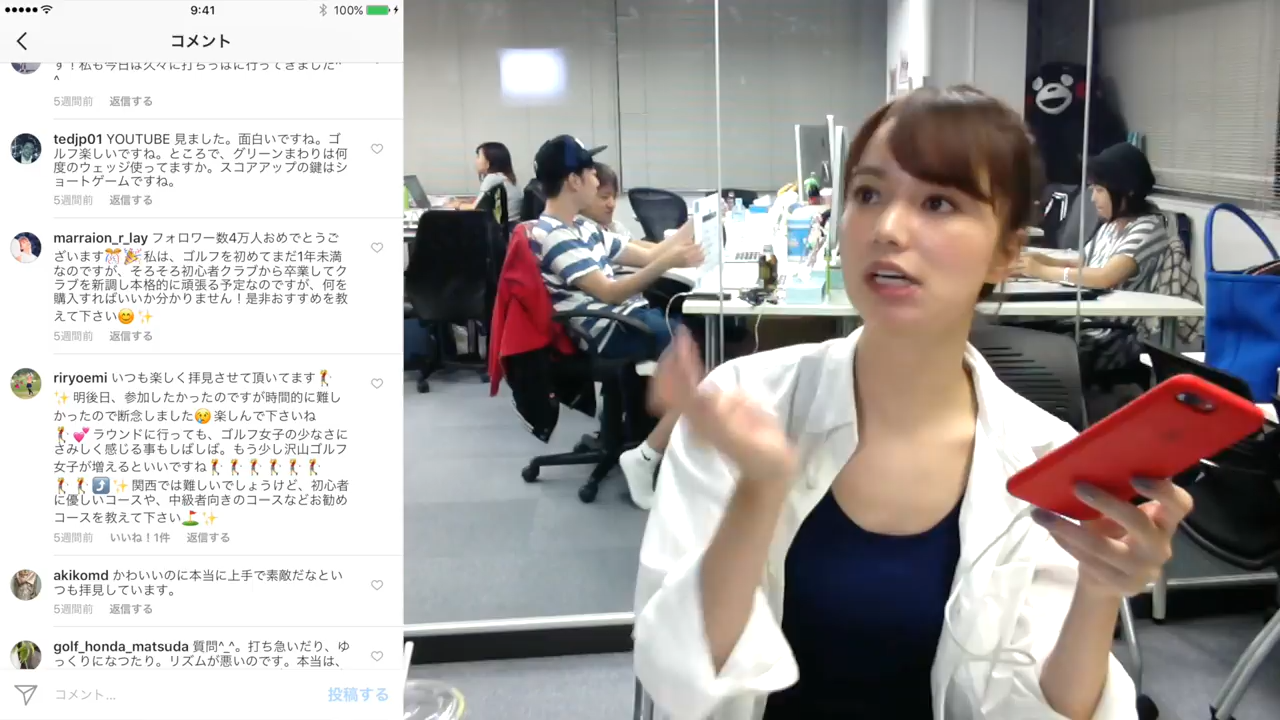 9:41
100%
コメント
す！私も今日は久々に打ちっぱに行ってきました^
^
5週間前 返信する
tedjp01 YOUTUBE 見ました。面白いですね。ゴ
ルフ楽しいですね。ところで、グリーンまわりは何
度のウェッジ使ってますか。スコアアップの鍵はシ
ョートゲームですね。
5週間前 返信する
marraion_r_lay フォロワー数4万人おめでとうご
ざいます🎊🎉 私は、ゴルフを初めてまだ1年未満
なのですが、そろそろ初心者クラブから卒業してク
ラブを新調し本格的に頑張る予定なのですが、何を
購入すればいいか分かりません！是非おすすめを教
えて下さい😊✨
5週間前 返信する
riryoemi いつも楽しく拝見させて頂いてます🏌
✨ 明後日、参加したかったのですが時間的に難し
かったので断念しました😢 楽しんで下さいね
🏌💕 ラウンドに行っても、ゴルフ女子の少なさに
さみしく感じる事もしばしば。もう少し沢山ゴルフ
女子が増えるといいですね🏌🏌🏌🏌🏌🏌
🏌🏌⤴✨ 関西では難しいでしょうけど、初心者
に優しいコースや、中級者向きのコースなどお勧め
コースを教えて下さい⛳✨
5週間前 いいね！1件 返信する
akikomd かわいいのに本当に上手で素敵だなとい
つも拝見しています。
5週間前 返信する
golf_honda_matsuda 質問^_^。打ち急いだり、ゆ
っくりになつたり。リズムが悪いのです。本当は、
コメント...
投稿する